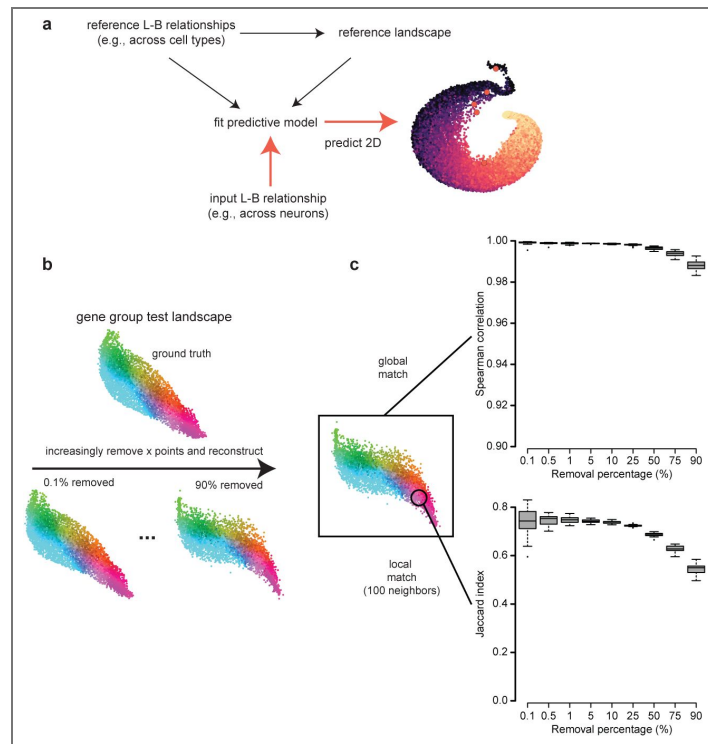 a
reference L-B relationships
(e.g., across cell types)
reference landscape
fit predictive model
predict 2D
input L-B relationship
(e.g., across neurons)
b
gene group test landscape
ground truth
increasingly remove x points and reconstruct
0.1% removed
90% removed
...
c
global
match
local
match
(100 neighbors)
Spearman correlation
1.00
0.98
0.96
0.94
0.92
0.90
0.1 0.5 1 5 10 25 50 75 90
Removal percentage (%)
Jaccard index
0.8
0.6
0.4
0.2
0.0
0.1 0.5 1 5 10 25 50 75 90
Removal percentage (%)